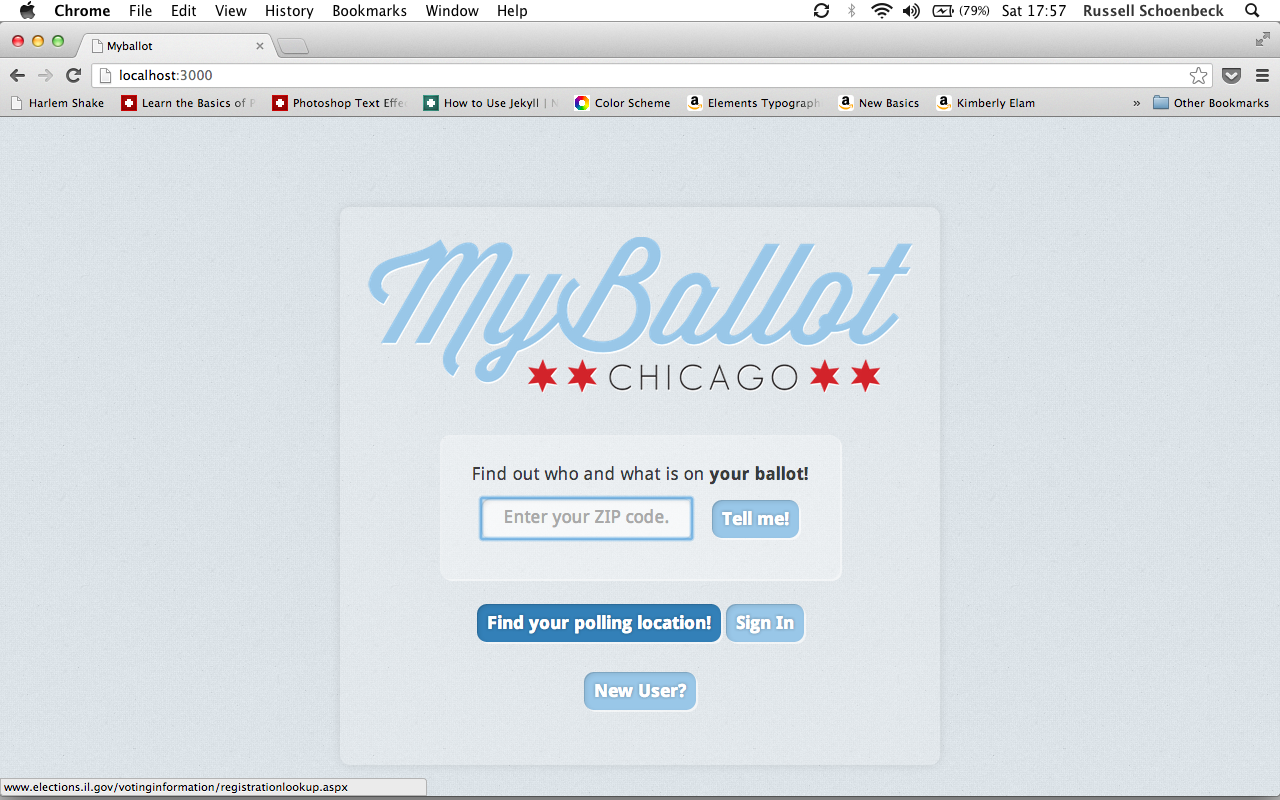 Chrome File Edit View History Bookmarks Window Help (79%) Sat 17:57 Russell Schoenbeck
Myballot
localhost:3000
Harlem Shake Learn the Basics of Photoshop Text Effe How to Use Jekyll | Color Scheme Elements Typograph New Basics Kimberly Elam » Other Bookmarks
MyBallot
CHICAGO
Find out who and what is on your ballot!
Enter your ZIP code. Tell me!
Find your polling location! Sign In
New User?
www.elections.il.gov/votinginformation/registrationlookup.aspx